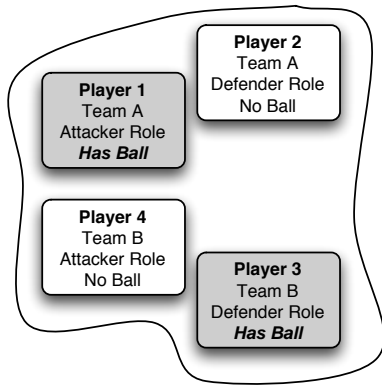 Player 2
Team A
Defender Role
No Ball
Player 1
Team A
Attacker Role
Has Ball
Player 4
Team B
Attacker Role
No Ball
Player 3
Team B
Defender Role
Has Ball